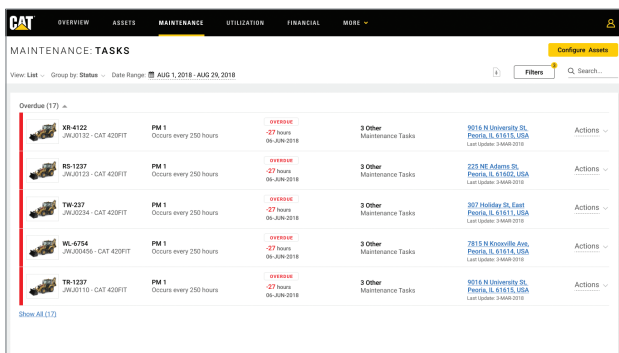 CAT
OVERVIEW ASSETS MAINTENANCE UTILIZATION FINANCIAL MORE
MAINTENANCE: TASKS
Configure Assets
View: List Group by: Status Date Range: AUG 1, 2018 - AUG 29, 2018
Filters
Search...
Overdue (17)
XR-4122
JWJ0132 - CAT 420FIT
PM 1
Occurs every 250 hours
OVERDUE
-27 hours
06-JUN-2018
3 Other
Maintenance Tasks
9016 N University St,
Peoria, IL 61615, USA
Last Update: 3-MAR-2018
Actions
RS-1237
JWJ0123 - CAT 420FIT
PM 1
Occurs every 250 hours
OVERDUE
-27 hours
06-JUN-2018
3 Other
Maintenance Tasks
225 NE Adams St,
Peoria, IL 61602, USA
Last Update: 3-MAR-2018
Actions
TW-237
JWJ0234 - CAT 420FIT
PM 1
Occurs every 250 hours
OVERDUE
-27 hours
06-JUN-2018
3 Other
Maintenance Tasks
307 Holiday St, East
Peoria, IL 61611, USA
Last Update: 3-MAR-2018
Actions
WL-6754
JWJ00456 - CAT 420FIT
PM 1
Occurs every 250 hours
OVERDUE
-27 hours
06-JUN-2018
3 Other
Maintenance Tasks
7815 N Knoxville Ave,
Peoria, IL 61614, USA
Last Update: 3-MAR-2018
Actions
TR-1237
JWJ0110 - CAT 420FIT
PM 1
Occurs every 250 hours
OVERDUE
-27 hours
06-JUN-2018
3 Other
Maintenance Tasks
9016 N University St,
Peoria, IL 61615, USA
Last Update: 3-MAR-2018
Actions
Show All (17)